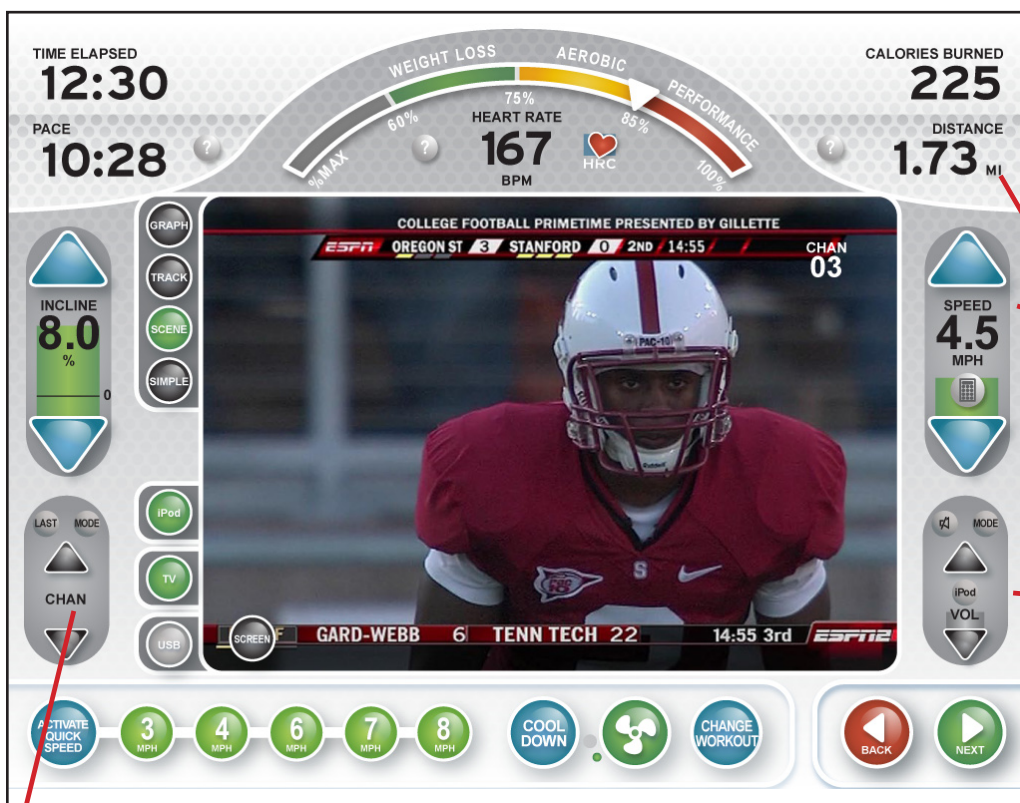 TIME ELAPSED
12:30
PACE
10:28
?
WEIGHT LOSS
AEROBIC
PERFORMANCE
%MAX
60%
75%
85%
100%
HEART RATE
167
BPM
?
HRC
CALORIES BURNED
225
DISTANCE
1.73 MI
?
INCLINE
8.0
%
0
GRAPH
TRACK
SCENE
SIMPLE
COLLEGE FOOTBALL PRIMETIME PRESENTED BY GILLETTE
ESPN OREGON ST 3 STANFORD 0 2ND 14:55
CHAN
03
PAC-10
Riddell
PAC
10
S
SPEED
4.5
MPH
LAST MODE
CHAN
iPod
TV
USB
MODE
iPod
VOL
SCREEN F GARD-WEBB 6 TENN TECH 22 14:55 3rd ESPN2
ACTIVATE
QUICK
SPEED
3
MPH
4
MPH
6
MPH
7
MPH
8
MPH
COOL
DOWN
CHANGE
WORKOUT
BACK
NEXT